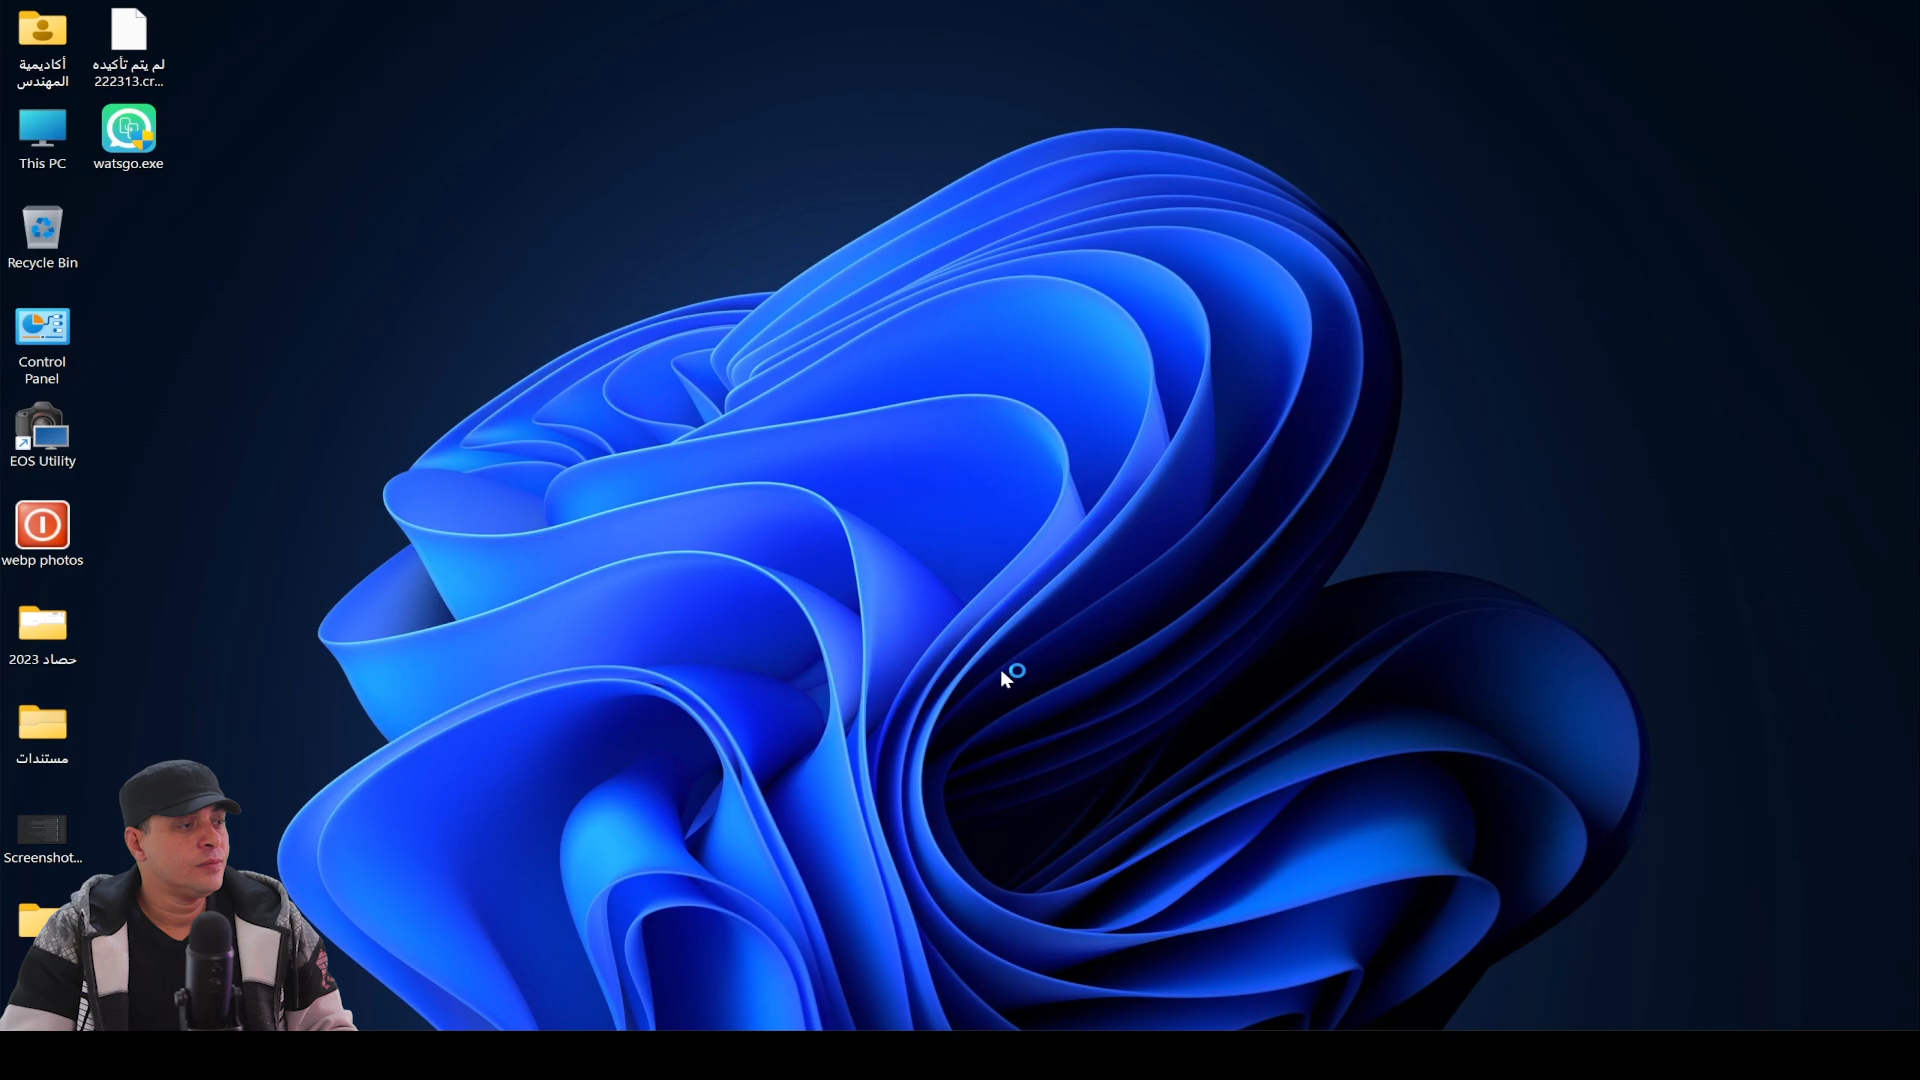 أكاديمية
المهندس
لم يتم تأكيده
222313.cr...
This PC
watsgo.exe
Recycle Bin
Control
Panel
EOS Utility
webp photos
حصاد 2023
مستندات
Screenshot...